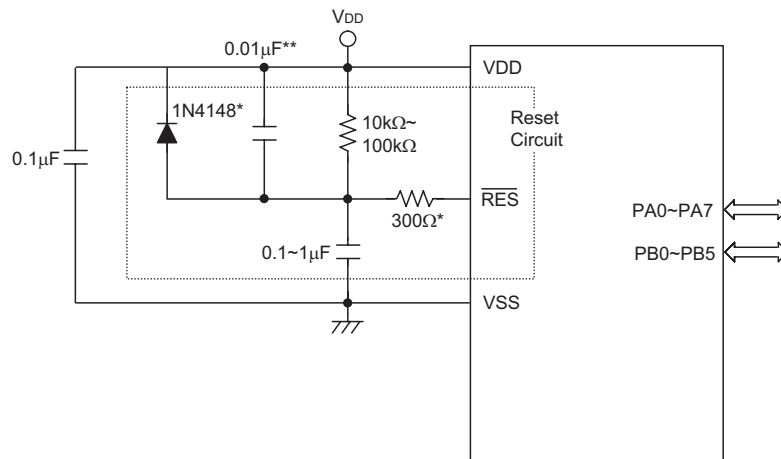 VDD
0.01μF**
VDD
1N4148*
10kΩ~
100kΩ
Reset
Circuit
0.1μF
300Ω*
RES
PA0~PA7
0.1~1μF
PB0~PB5
VSS